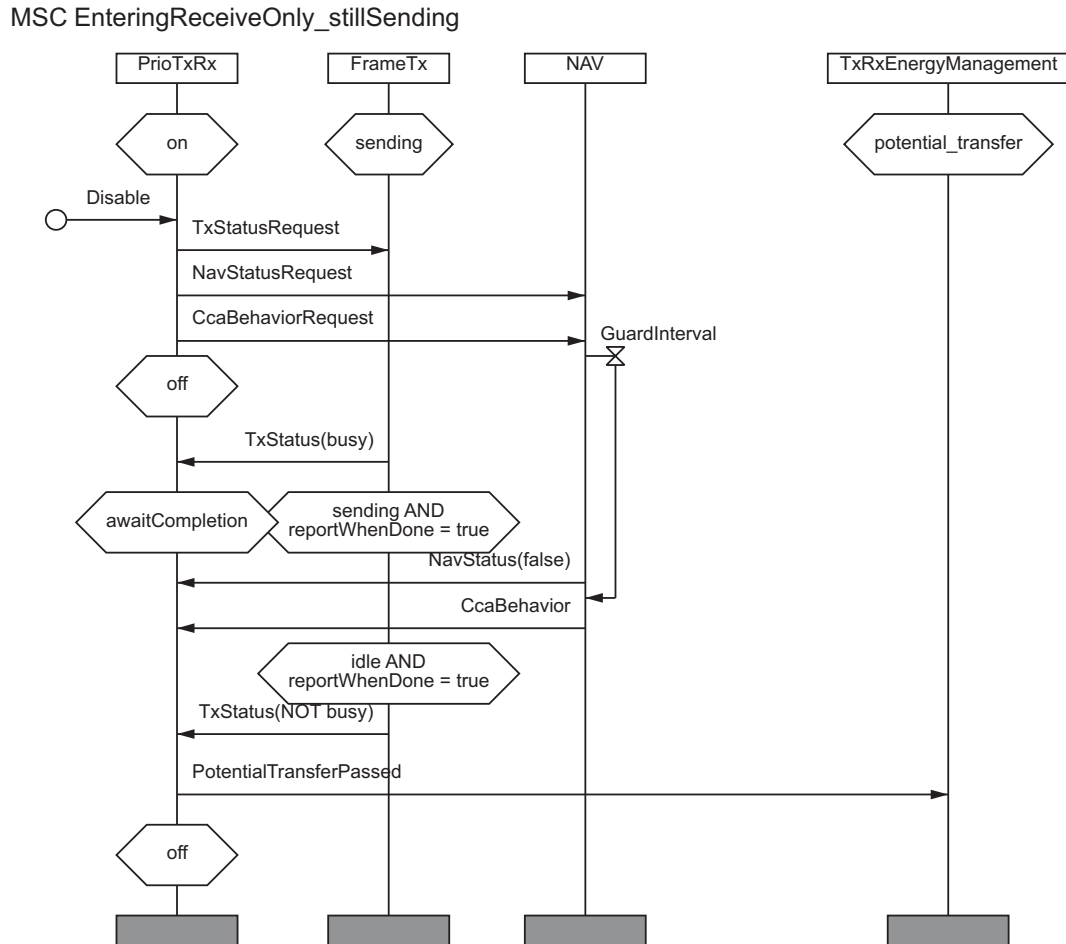 MSC EnteringReceiveOnly_stillSending
PrioTxRx
FrameTx
NAV
TxRxEnergyManagement
on
sending
potential_transfer
Disable
TxStatusRequest
NavStatusRequest
CcaBehaviorRequest
GuardInterval
off
TxStatus(busy)
awaitCompletion
sending AND
reportWhenDone = true
NavStatus(false)
CcaBehavior
idle AND
reportWhenDone = true
TxStatus(NOT busy)
PotentialTransferPassed
off